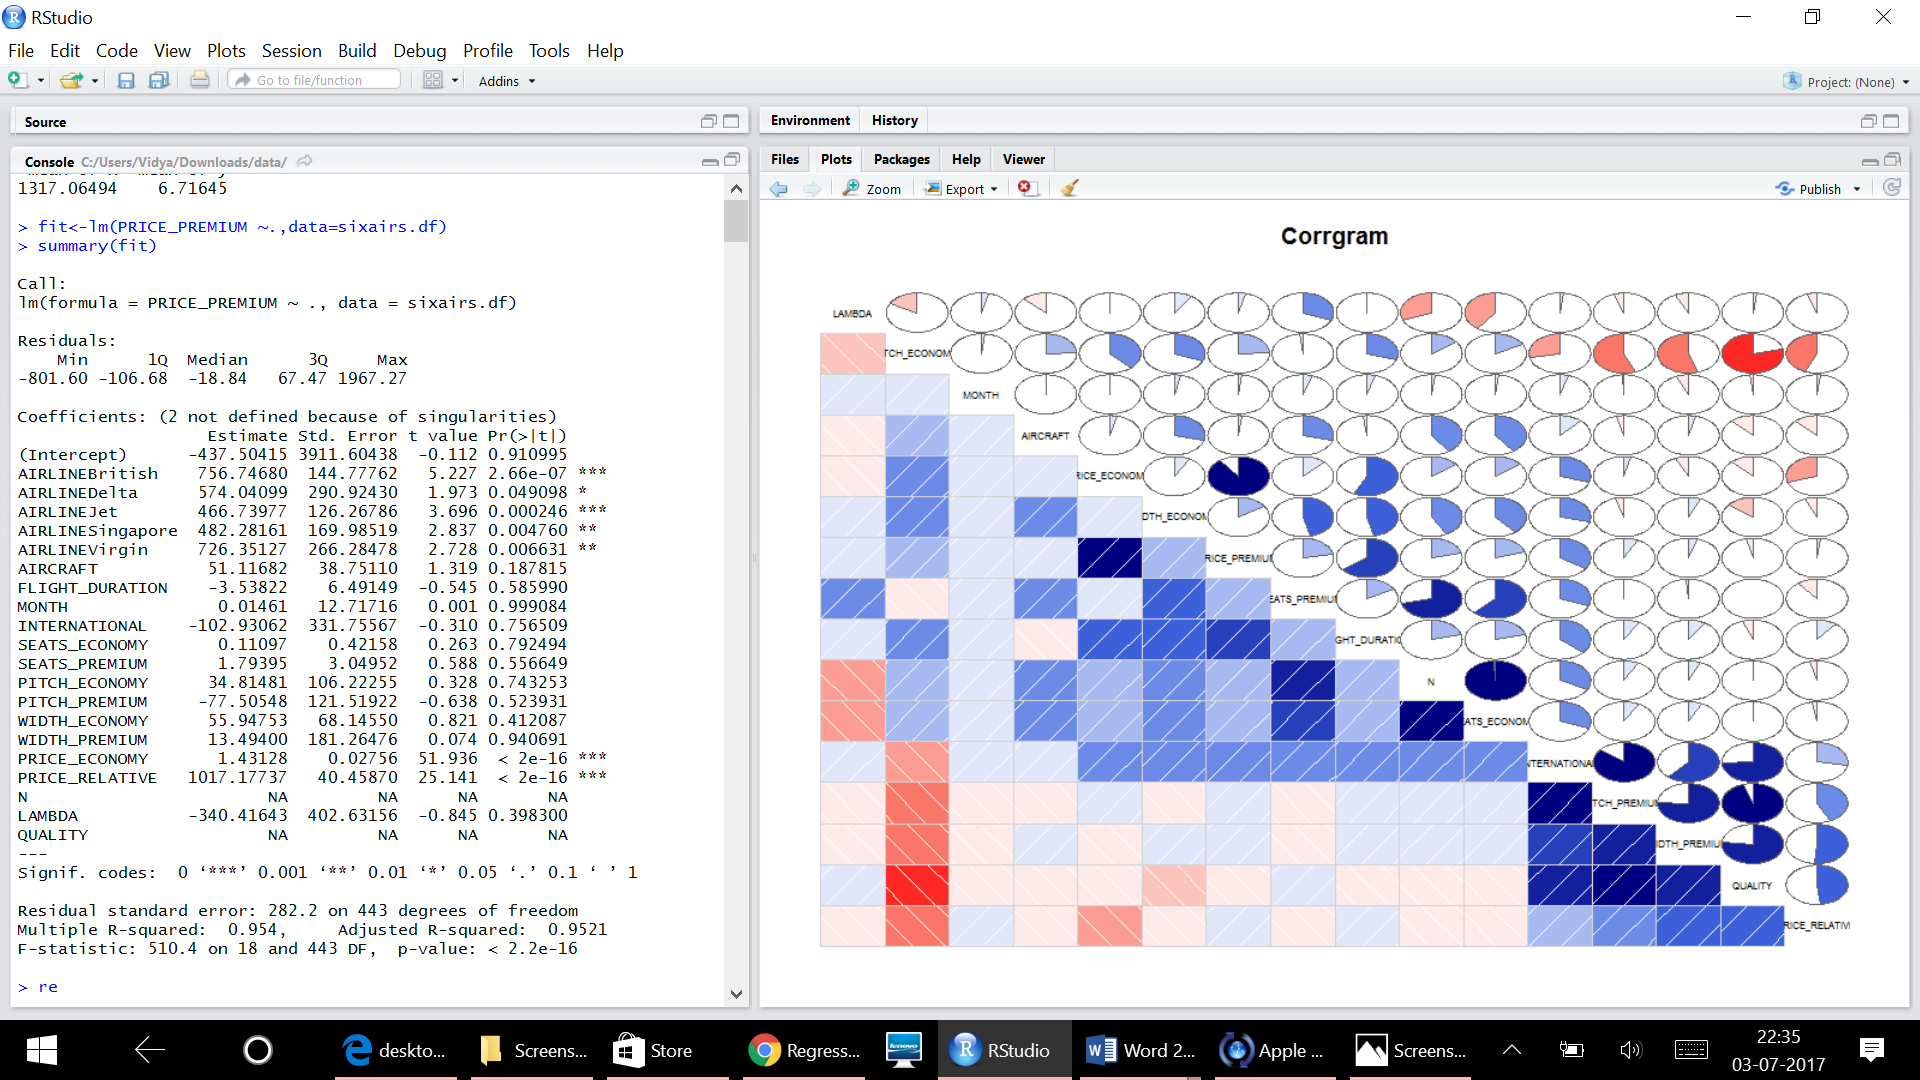 RStudio
File Edit Code View Plots Session Build Debug Profile Tools Help
Go to file/function Addins Project: (None)
Source
Console C:/Users/Vidya/Downloads/data/
1317.06494 6.71645
> fit<-lm(PRICE_PREMIUM ~.,data=sixairs.df)
> summary(fit)
Call:
lm(formula = PRICE_PREMIUM ~ ., data = sixairs.df)
Residuals:
Min 1Q Median 3Q Max
-801.60 -106.68 -18.84 67.47 1967.27
Coefficients: (2 not defined because of singularities)
Estimate Std. Error t value Pr(>|t|)
(Intercept) -437.50415 3911.60438 -0.112 0.910995
AIRLINEBritish 756.74680 144.77762 5.227 2.66e-07 ***
AIRLINEDelta 574.04099 290.92430 1.973 0.049098 *
AIRLINEJet 466.73977 126.26786 3.696 0.000246 ***
AIRLINESingapore 482.28161 169.98519 2.837 0.004760 **
AIRLINEVirgin 726.35127 266.28478 2.728 0.006631 **
AIRCRAFT 51.11682 38.75110 1.319 0.187815
FLIGHT_DURATION -3.53822 6.49149 -0.545 0.585990
MONTH 0.01461 12.71716 0.001 0.999084
INTERNATIONAL -102.93062 331.75567 -0.310 0.756509
SEATS_ECONOMY 0.11097 0.42158 0.263 0.792494
SEATS_PREMIUM 1.79395 3.04952 0.588 0.556649
PITCH_ECONOMY 34.81481 106.22255 0.328 0.743253
PITCH_PREMIUM -77.50548 121.51922 -0.638 0.523931
WIDTH_ECONOMY 55.94753 68.14550 0.821 0.412087
WIDTH_PREMIUM 13.49400 181.26476 0.074 0.940691
PRICE_ECONOMY 1.43128 0.02756 51.936 < 2e-16 ***
PRICE_RELATIVE 1017.17737 40.45870 25.141 < 2e-16 ***
N NA NA NA NA
LAMBDA -340.41643 402.63156 -0.845 0.398300
QUALITY NA NA NA NA
---
Signif. codes: 0 ‘***’ 0.001 ‘**’ 0.01 ‘*’ 0.05 ‘.’ 0.1 ‘ ’ 1
Residual standard error: 282.2 on 443 degrees of freedom
Multiple R-squared: 0.954, Adjusted R-squared: 0.9521
F-statistic: 510.4 on 18 and 443 DF, p-value: < 2.2e-16
> re
Environment History
Files Plots Packages Help Viewer
Zoom Export Publish
Corrgram
LAMBDA
TCH_ECONOM
MONTH
AIRCRAFT
RICE_ECONOM
DTH_ECONOM
RICE_PREMIU
EATS_PREMIU
GHT_DURATIO
N
ATS_ECONOM
NTERNATIONA
TCH_PREMIU
IDTH_PREMIU
QUALITY
RICE_RELATIV
deskto... Screens... Store Regress... lenovo RStudio Word 2... Apple ... Screens...
22:35
03-07-2017